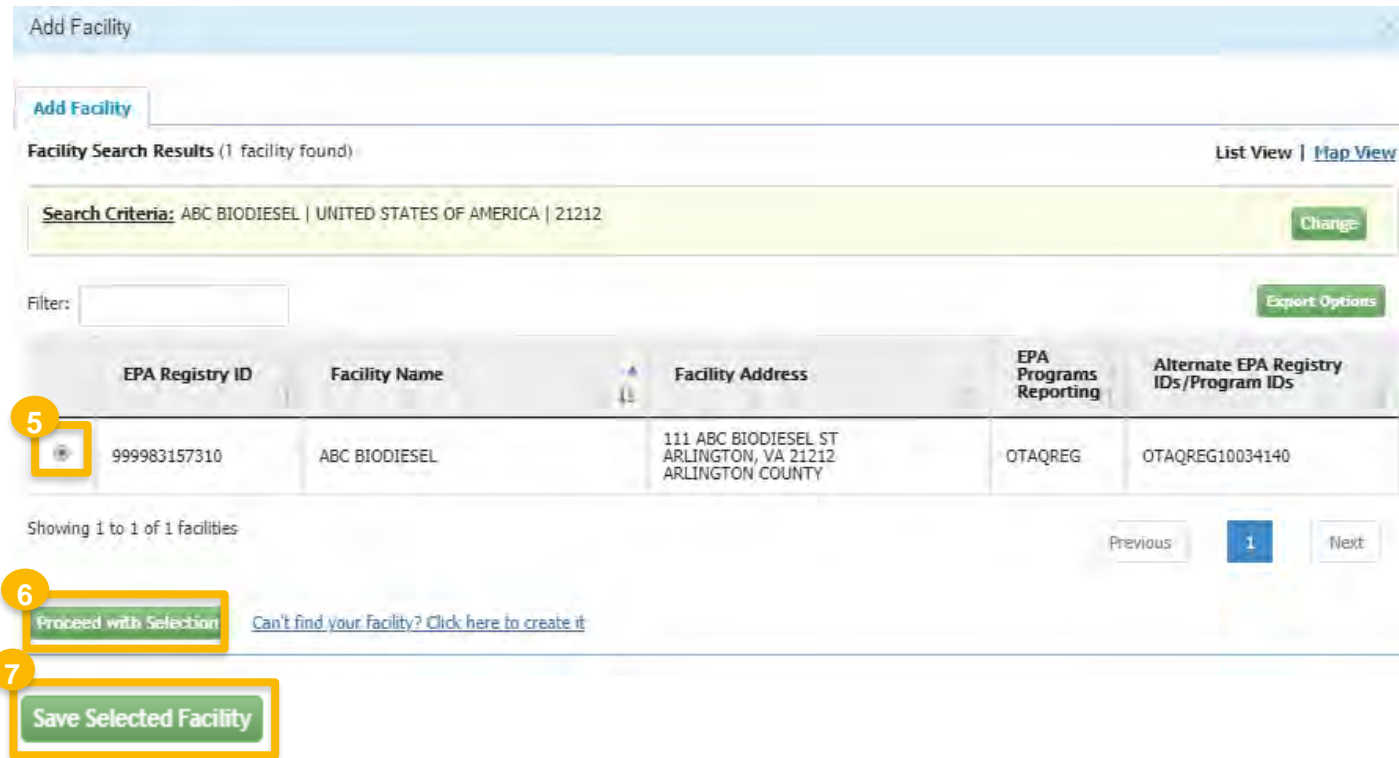 Add Facility
Add Facility
Facility Search Results (1 facility found)
List View | Map View
Search Criteria: ABC BIODIESEL | UNITED STATES OF AMERICA | 21212
Change
Filter:
Export Options
EPA Registry ID
Facility Name
Facility Address
EPA
Programs
Reporting
Alternate EPA Registry
IDs/Program IDs
5
999983157310
ABC BIODIESEL
111 ABC BIODIESEL ST
ARLINGTON, VA 21212
ARLINGTON COUNTY
OTAQREG
OTAQREG10034140
Showing 1 to 1 of 1 facilities
Previous
1
Next
6
Proceed with Selection
Can't find your facility? Click here to create it
7
Save Selected Facility